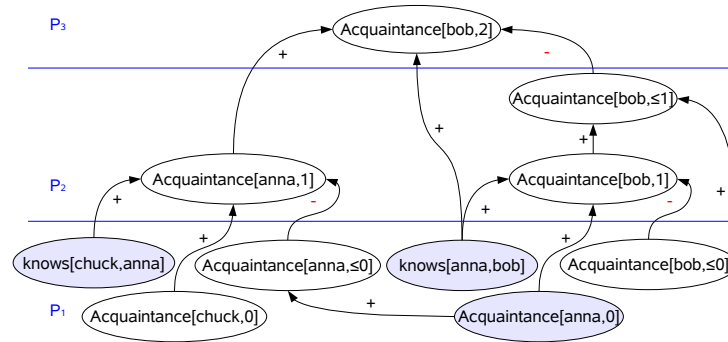 P3
Acquaintance[bob,2]
+
-
Acquaintance[bob,≤1]
+
+
P2
Acquaintance[anna,1]
Acquaintance[bob,1]
+
+
-
+
-
+
+
+
knows[chuck,anna]
Acquaintance[anna,≤0]
knows[anna,bob]
Acquaintance[bob,≤0]
+
P1
Acquaintance[chuck,0]
Acquaintance[anna,0]